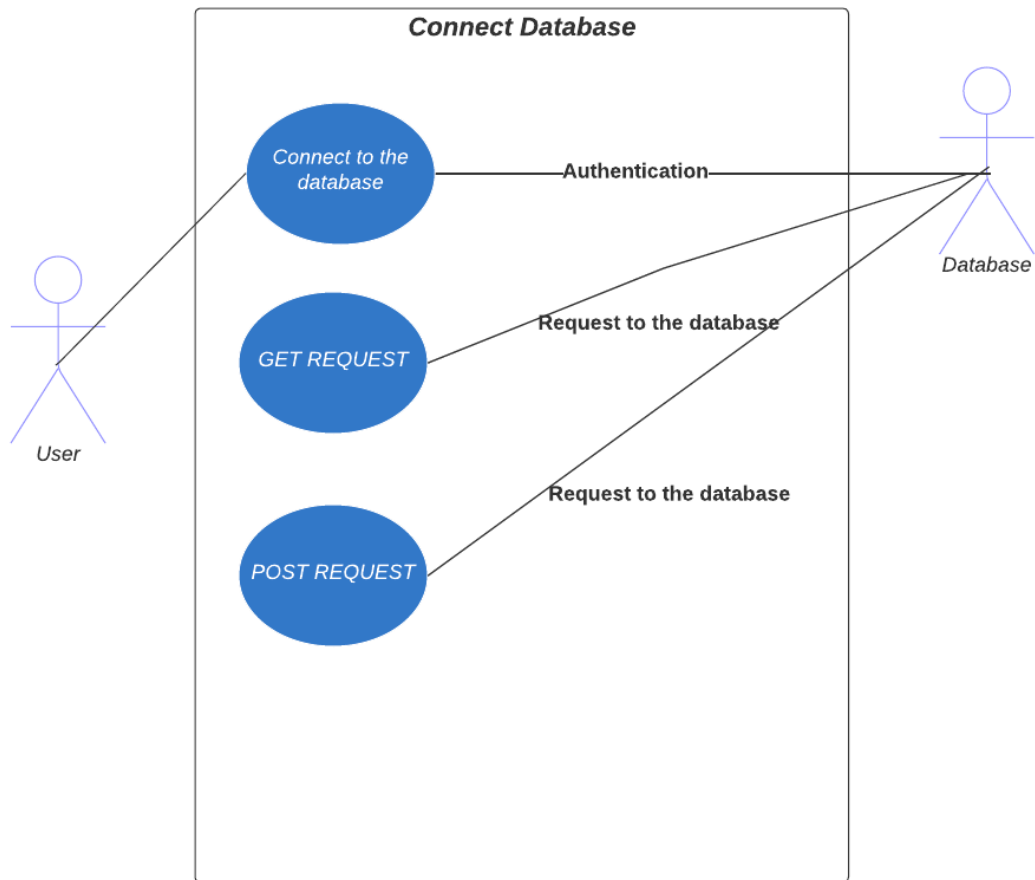 Connect Database
Connect to the
database
Authentication
Database
GET REQUEST
Request to the database
User
POST REQUEST
Request to the database